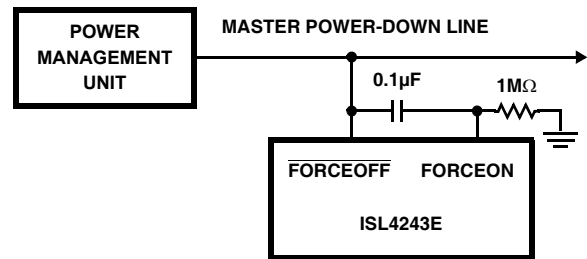 POWER
MANAGEMENT
UNIT
MASTER POWER-DOWN LINE
0.1µF
1MΩ
FORCEOFF FORCEON
ISL4243E